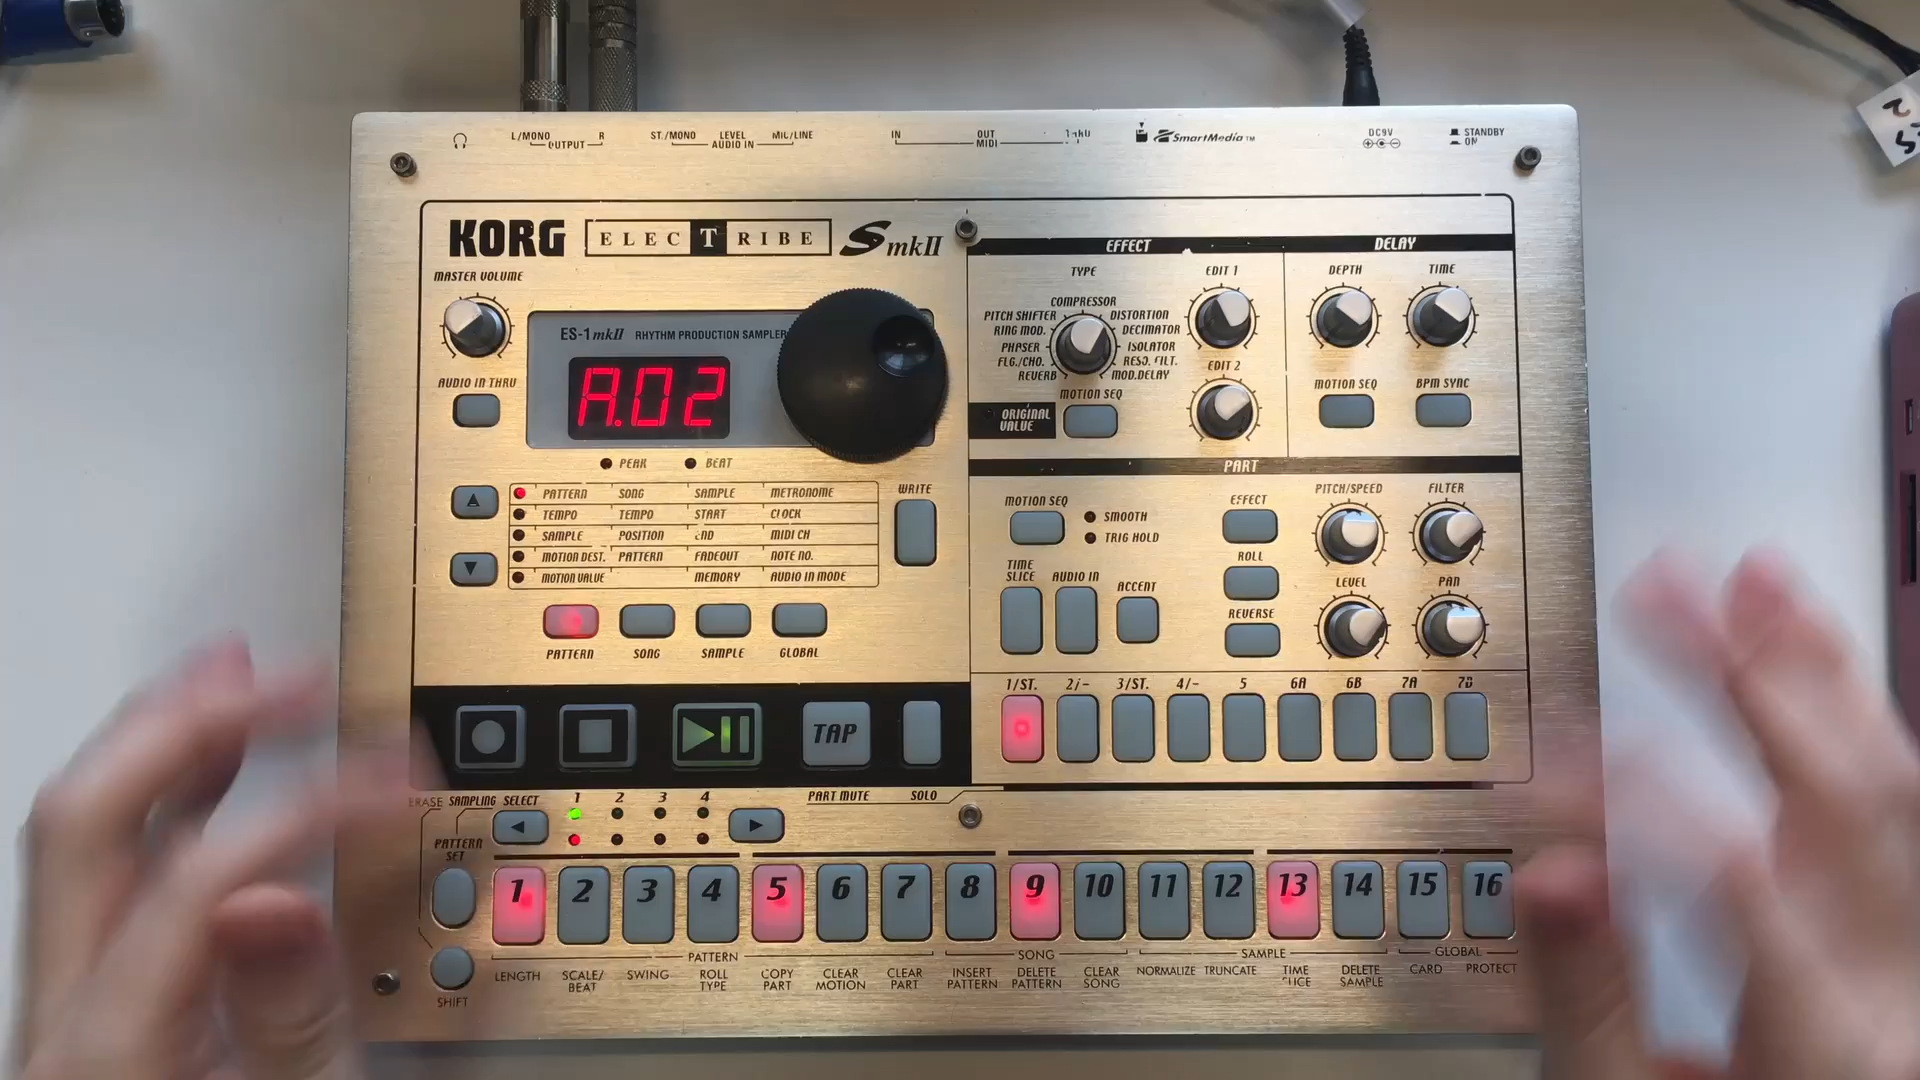 L/MONO R ST./MONO LEVEL MIC/LINE IN OUT SmartMedia™ DC9V STANDBY
OUTPUT AUDIO IN MIDI ON
KORG ELECTRIBE S mkII
MASTER VOLUME
ES-1 mkII RHYTHM PRODUCTION SAMPLER
AUDIO IN THRU
A.02
PEAK BEAT
PATTERN SONG SAMPLE METRONOME
TEMPO TEMPO START CLOCK
SAMPLE POSITION END MIDI CH
MOTION DEST. PATTERN FADEOUT NOTE NO.
MOTION VALUE MEMORY AUDIO IN MODE
WRITE
PATTERN SONG SAMPLE GLOBAL
EFFECT DELAY
TYPE EDIT 1 DEPTH TIME
COMPRESSOR
PITCH SHIFTER DISTORTION
RING MOD. DECIMATOR
PHASER ISOLATOR
FLG./CHO. RESO. FILT.
REVERB MOD.DELAY
EDIT 2
MOTION SEQ MOTION SEQ BPM SYNC
ORIGINAL
VALUE
PART
MOTION SEQ SMOOTH EFFECT PITCH/SPEED FILTER
TRIG HOLD
ROLL
TIME
SLICE AUDIO IN ACCENT LEVEL PAN
REVERSE
1/ST. 2/- 3/ST. 4/- 5 6A 6B 7A 7B
TAP
ERASE SAMPLING SELECT 1 2 3 4 PART MUTE SOLO
PATTERN
SET
1 2 3 4 5 6 7 8 9 10 11 12 13 14 15 16
PATTERN SONG SAMPLE GLOBAL
LENGTH SCALE/ SWING ROLL COPY CLEAR CLEAR INSERT DELETE CLEAR NORMALIZE TRUNCATE TIME DELETE CARD PROTECT
BEAT TYPE PART MOTION PART PATTERN PATTERN SONG SLICE SAMPLE
SHIFT